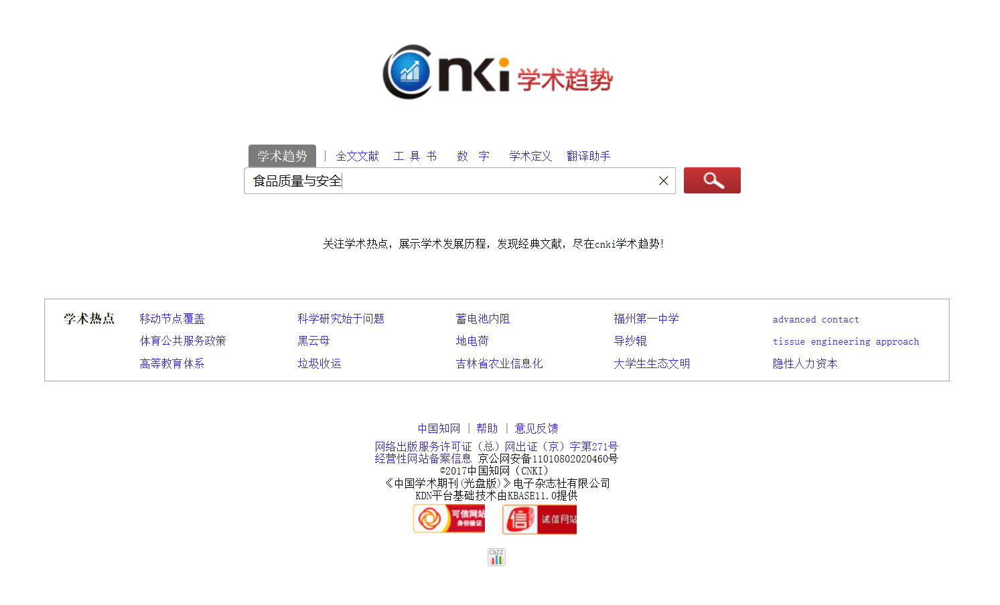 Cnki 学术趋势
学术趋势 | 全文文献 工 具 书 数 字 学术定义 翻译助手
食品质量与安全
关注学术热点，展示学术发展历程，发现经典文献，尽在cnki学术趋势！
学术热点 移动节点覆盖 科学研究始于问题 蓄电池内阻 福州第一中学 advanced contact
体育公共服务政策 黑云母 地电荷 导纱辊 tissue engineering approach
高等教育体系 垃圾收运 吉林省农业信息化 大学生生态文明 隐性人力资本
中国知网 | 帮助 | 意见反馈
网络出版服务许可证（总）网出证（京）字第271号
经营性网站备案信息 京公网安备11010802020460号
©2017中国知网（CNKI）
《中国学术期刊(光盘版)》电子杂志社有限公司
KDN平台基础技术由KBASE11.0提供
可信网站 诚信网站
身份验证
CNZZ